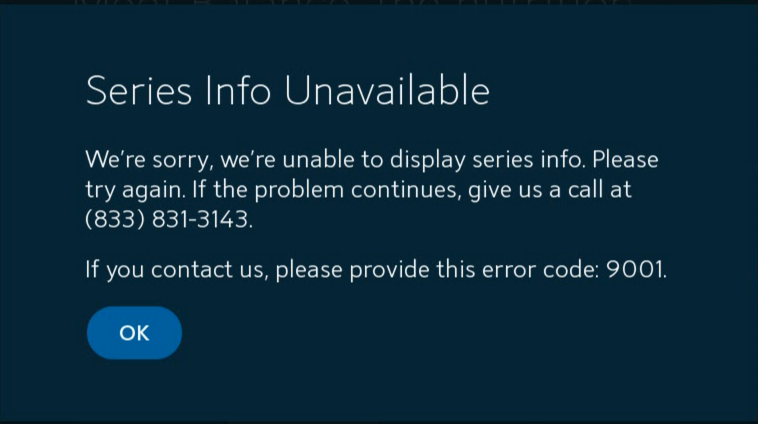 Series Info Unavailable
We're sorry, we're unable to display series info. Please
try again. If the problem continues, give us a call at
(833) 831-3143.
If you contact us, please provide this error code: 9001.
OK